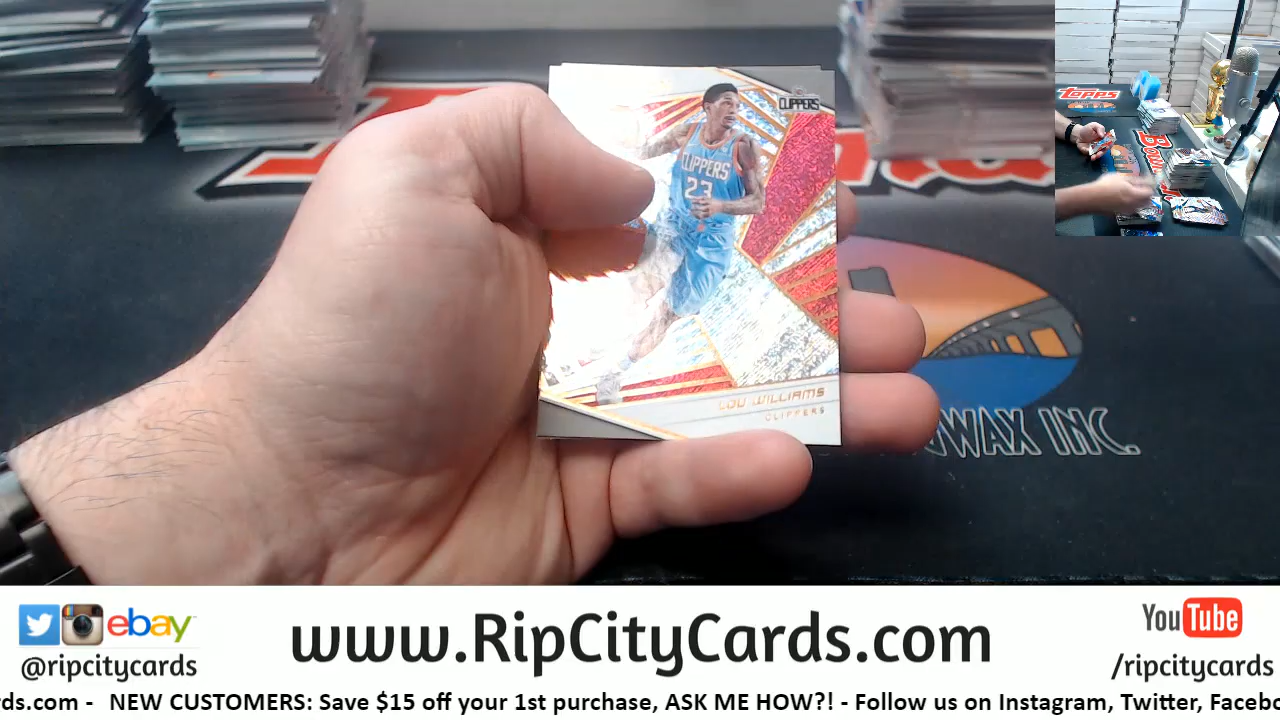 CLIPPERS
CLIPPERS
23
LOU WILLIAMS
CLIPPERS
WAX INC.
Topps
www.RipCityCards.com
ebay
@ripcitycards
YouTube
/ripcitycards
ds.com - NEW CUSTOMERS: Save $15 off your 1st purchase, ASK ME HOW?! - Follow us on Instagram, Twitter, Facebo